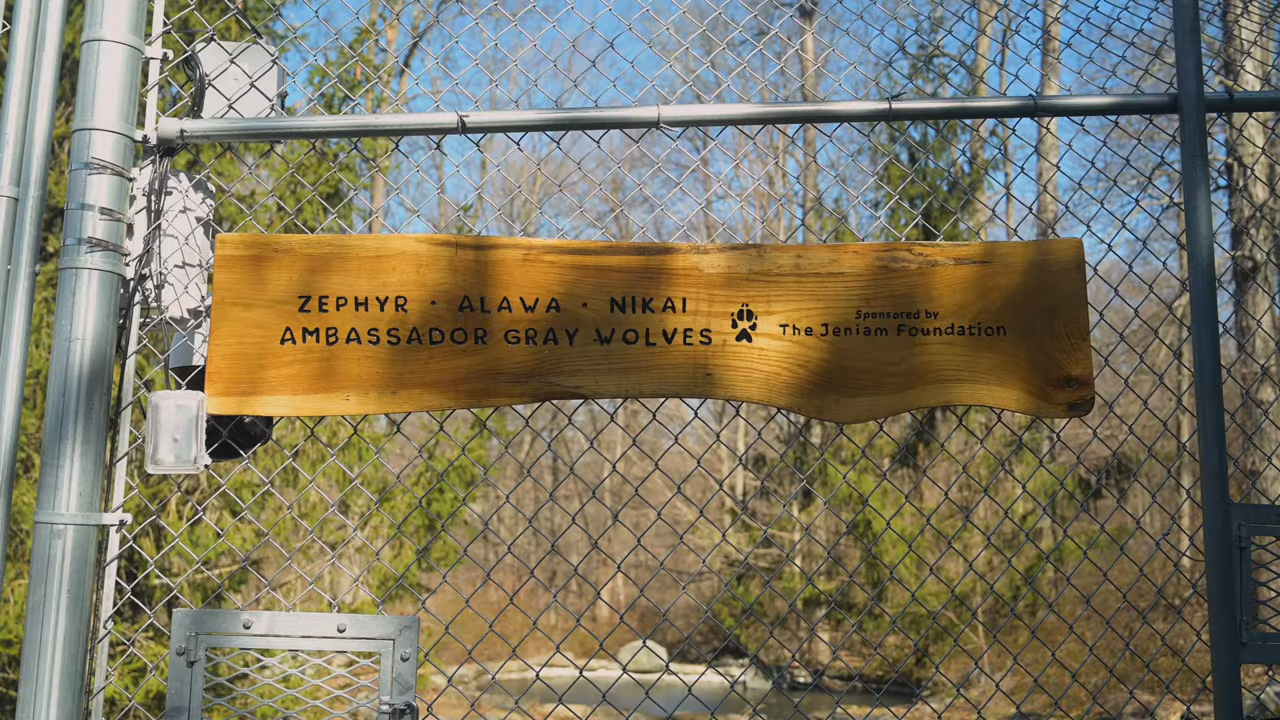 ZEPHYR · ALAWA · NIKAI
AMBASSADOR GRAY WOLVES
Sponsored by
The Jeniam Foundation